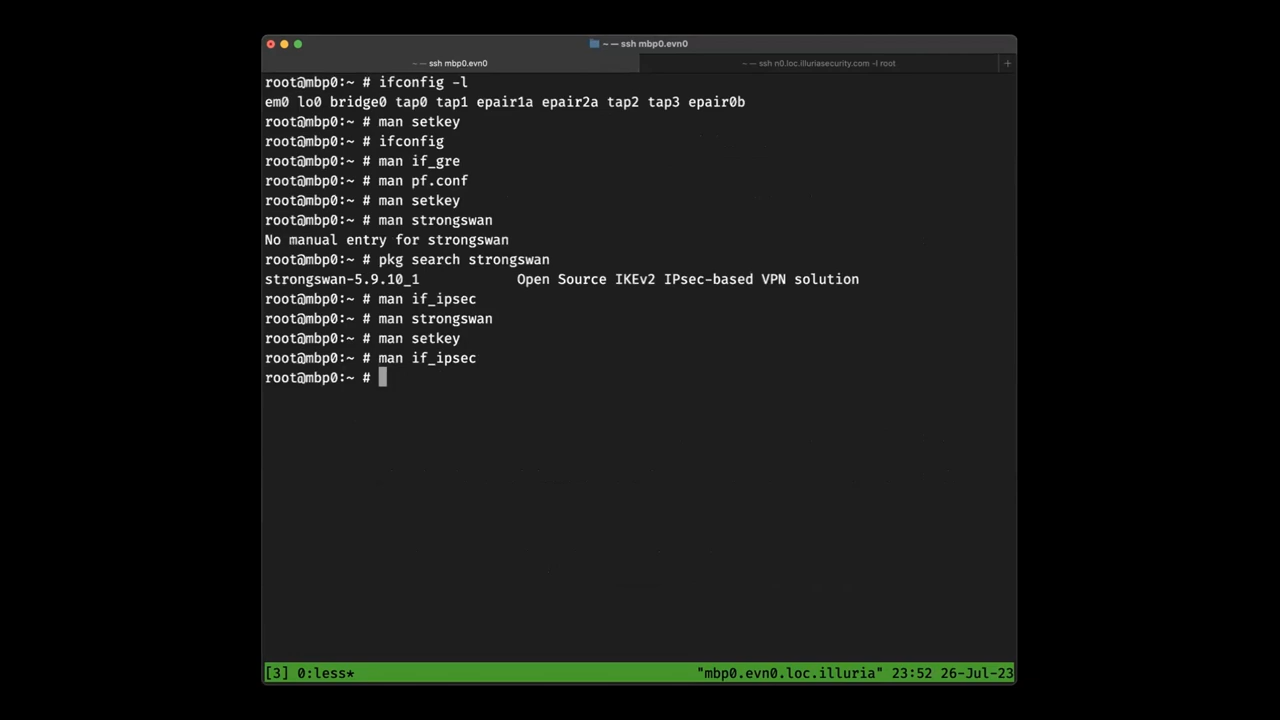 ~ — ssh mbp0.evn0
~ — ssh mbp0.evn0
~ — ssh n0.loc.illuriasecurity.com -l root
+
root@mbp0:~ # ifconfig -l
em0 lo0 bridge0 tap0 tap1 epair1a epair2a tap2 tap3 epair0b
root@mbp0:~ # man setkey
root@mbp0:~ # ifconfig
root@mbp0:~ # man if_gre
root@mbp0:~ # man pf.conf
root@mbp0:~ # man setkey
root@mbp0:~ # man strongswan
No manual entry for strongswan
root@mbp0:~ # pkg search strongswan
strongswan-5.9.10_1            Open Source IKEv2 IPsec-based VPN solution
root@mbp0:~ # man if_ipsec
root@mbp0:~ # man strongswan
root@mbp0:~ # man setkey
root@mbp0:~ # man if_ipsec
root@mbp0:~ #
[3] 0:less* "mbp0.evn0.loc.illuria" 23:52 26-Jul-23